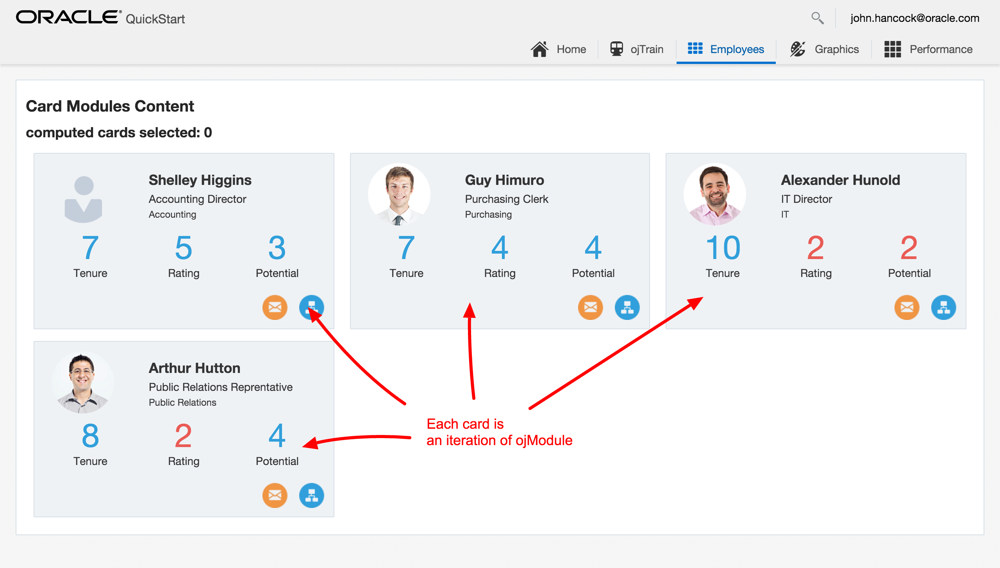 ORACLE® QuickStart
john.hancock@oracle.com
Home
ojTrain
Employees
Graphics
Performance
Card Modules Content
computed cards selected: 0
Shelley Higgins
Accounting Director
Accounting
7 5 3
Tenure Rating Potential
Guy Himuro
Purchasing Clerk
Purchasing
7 4 4
Tenure Rating Potential
Alexander Hunold
IT Director
IT
10 2 2
Tenure Rating Potential
Arthur Hutton
Public Relations Reprentative
Public Relations
8 2 4
Tenure Rating Potential
Each card is
an iteration of ojModule